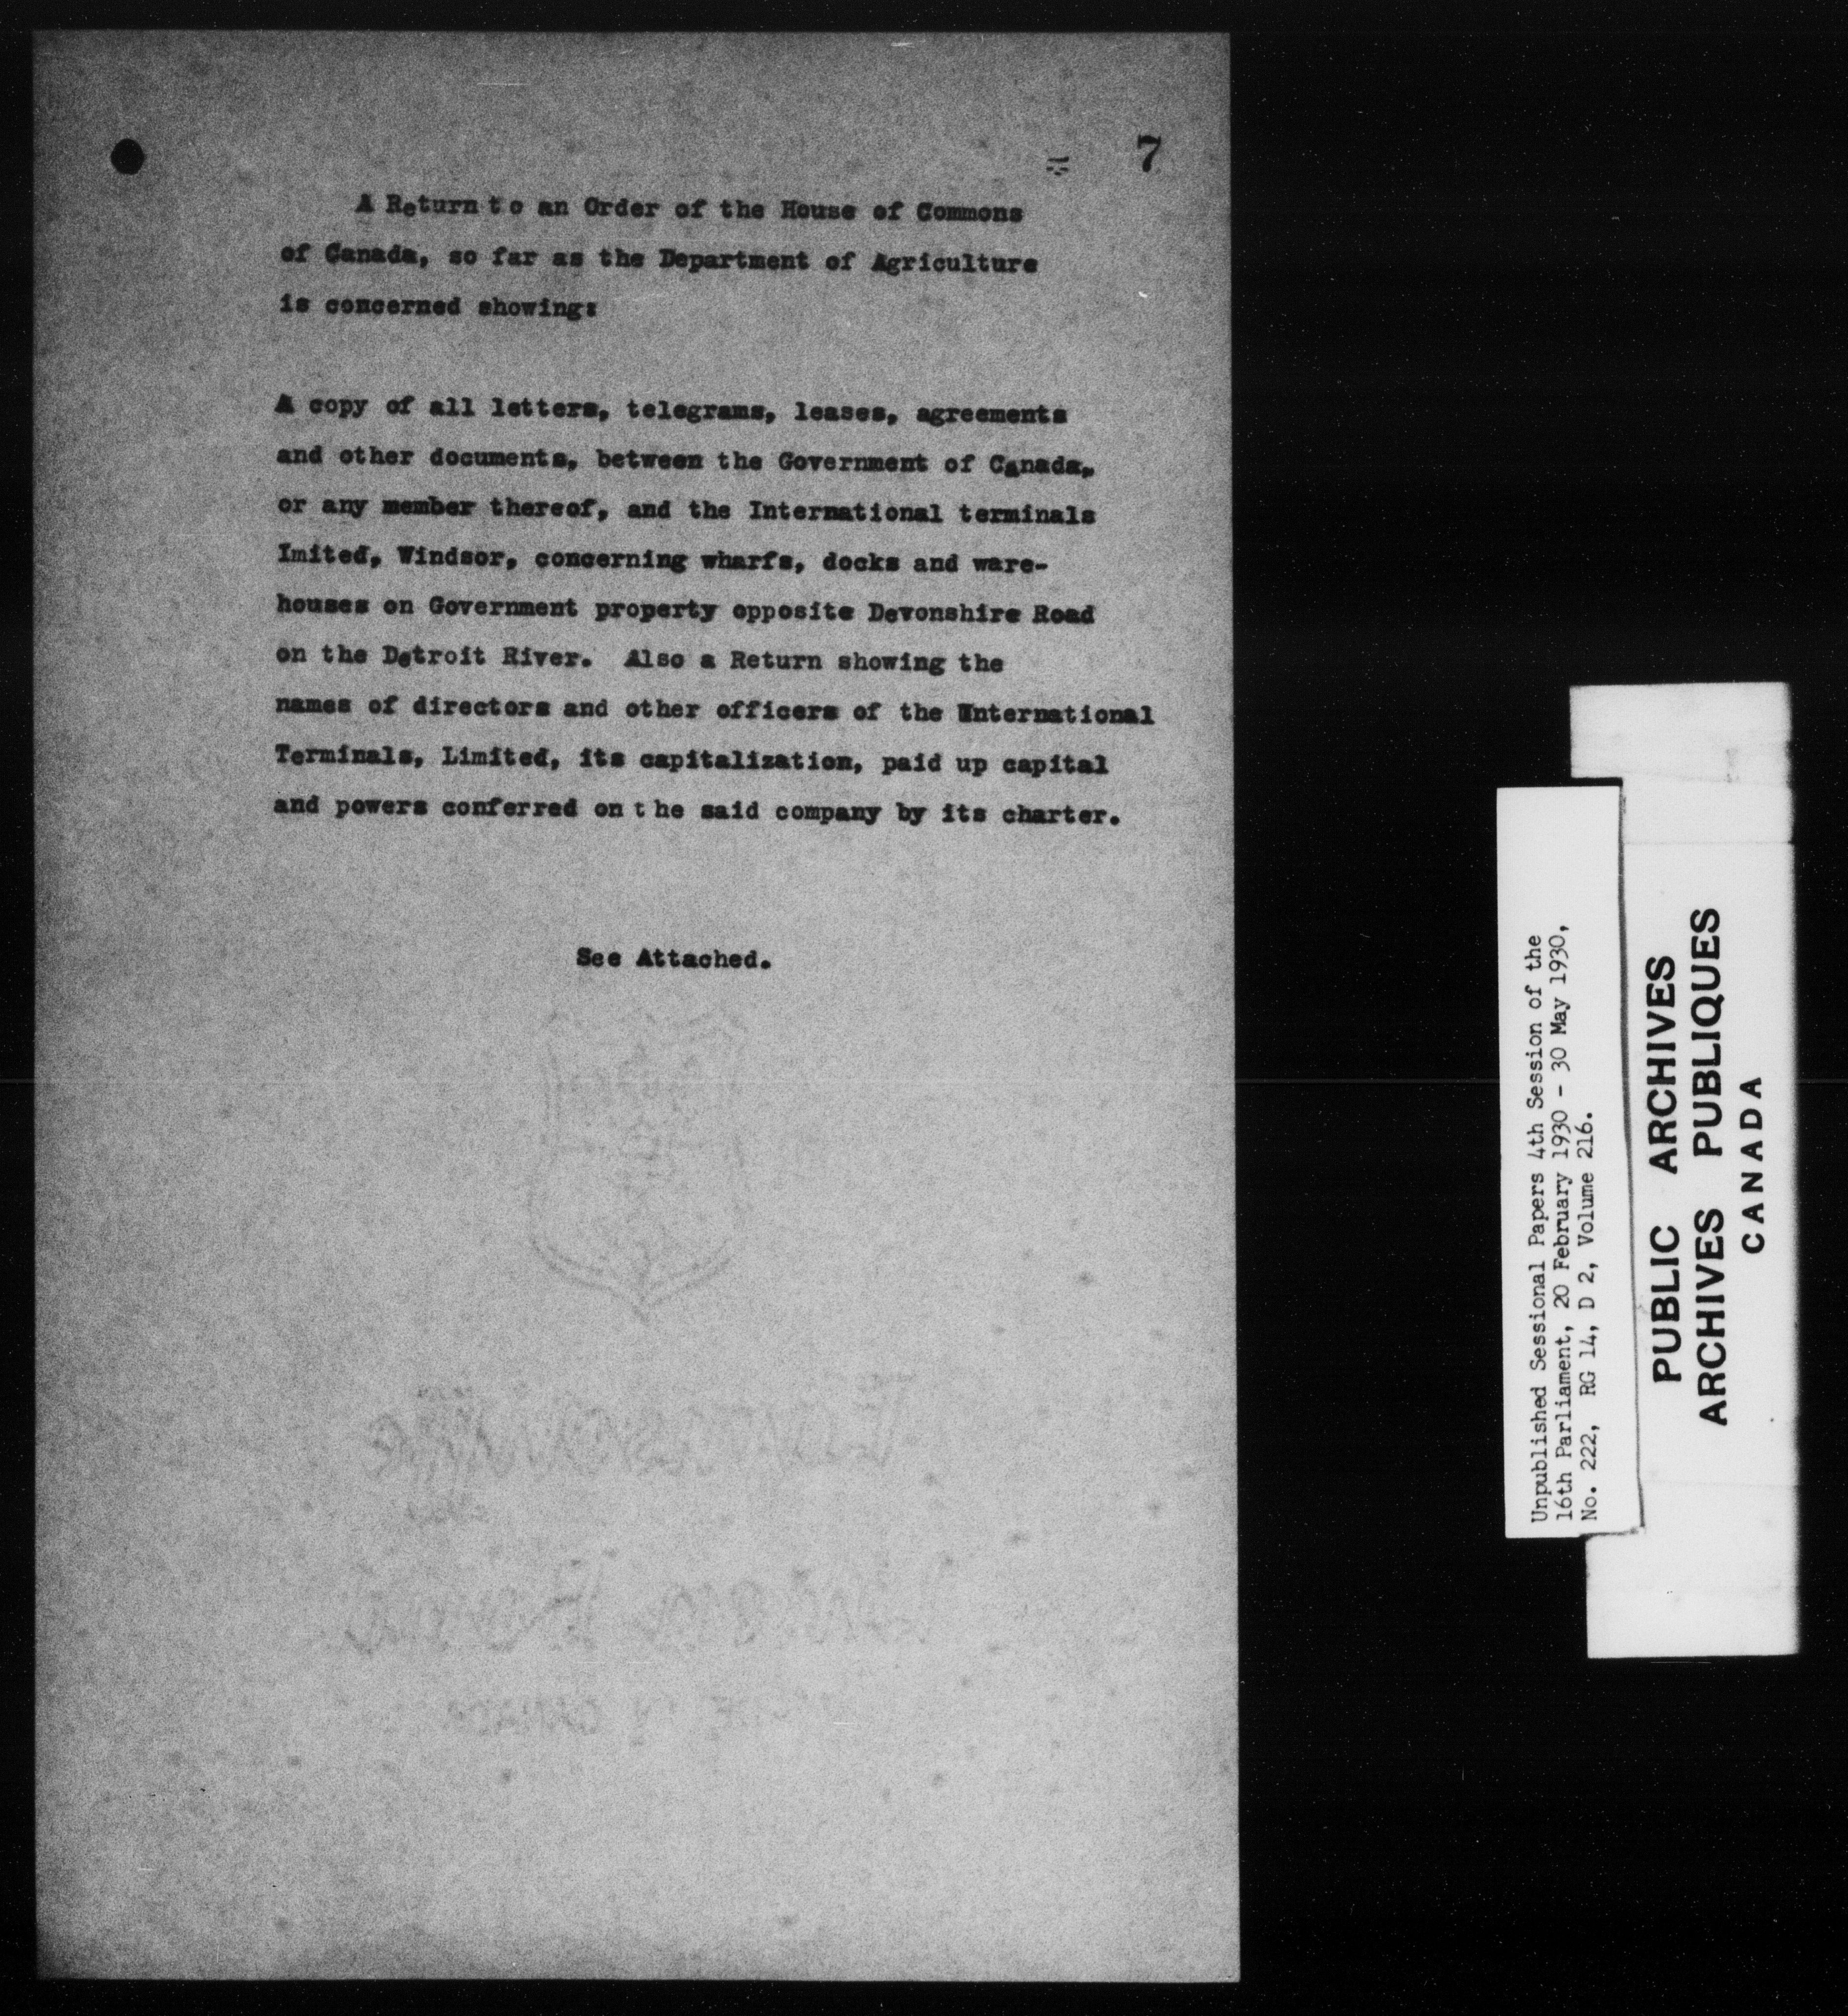 7
A Return to an Order of the House of Commons
of Canada, so far as the Department of Agriculture
is concerned showing:
A copy of all letters, telegrams, leases, agreements
and other documents, between the Government of Canada,
or any member thereof, and the International terminals
Imited, Windsor, concerning wharfs, docks and ware-
houses on Government property opposite Devonshire Road
on the Detroit River. Also a Return showing the
names of directors and other officers of the Unternational
Terminals, Limited, its capitalization, paid up capital
and powers conferred on the said company by its charter.
See Attached.
Unpublished Sessional Papers 4th Session of the
16th Parliament, 20 February 1930 - 30 May 1930,
No. 222, RG 14, D 2, Volume 216.
PUBLIC ARCHIVES
ARCHIVES PUBLIQUES
CANADA